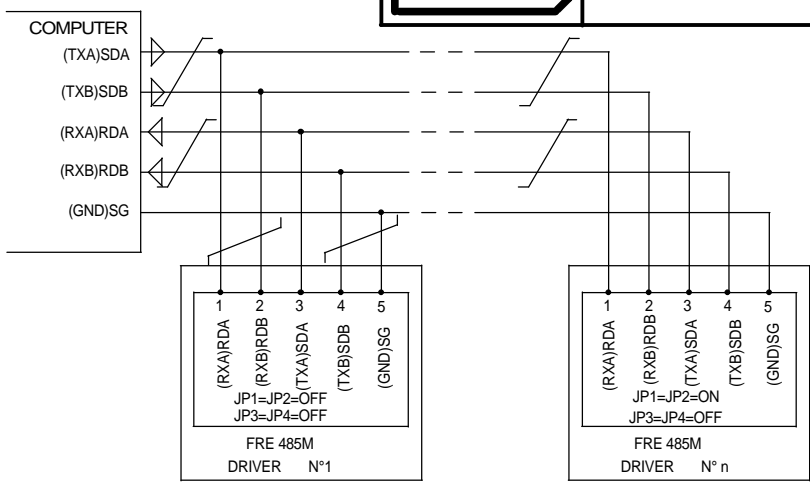 COMPUTER
(TXA)SDA
(TXB)SDB
(RXA)RDA
(RXB)RDB
(GND)SG
1 2 3 4 5
(RXA)RDA
(RXB)RDB
(TXA)SDA
(TXB)SDB
(GND)SG
JP1=JP2=OFF
JP3=JP4=OFF
FRE 485M
DRIVER N°1
1 2 3 4 5
(RXA)RDA
(RXB)RDB
(TXA)SDA
(TXB)SDB
(GND)SG
JP1=JP2=ON
JP3=JP4=OFF
FRE 485M
DRIVER N° n